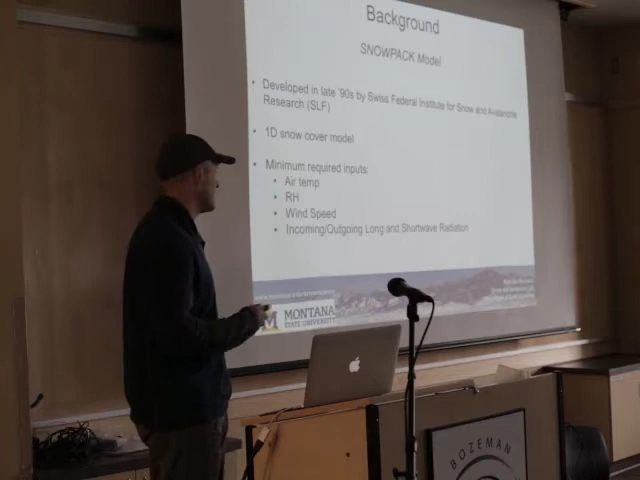 Background
SNOWPACK Model
• Developed in late '90s by Swiss Federal Institute for Snow and Avalanche
Research (SLF)
• 1D snow cover model
• Minimum required inputs:
• Air temp
• RH
• Wind Speed
• Incoming/Outgoing Long and Shortwave Radiation
M MONTANA
STATE UNIVERSITY
BOZEMAN